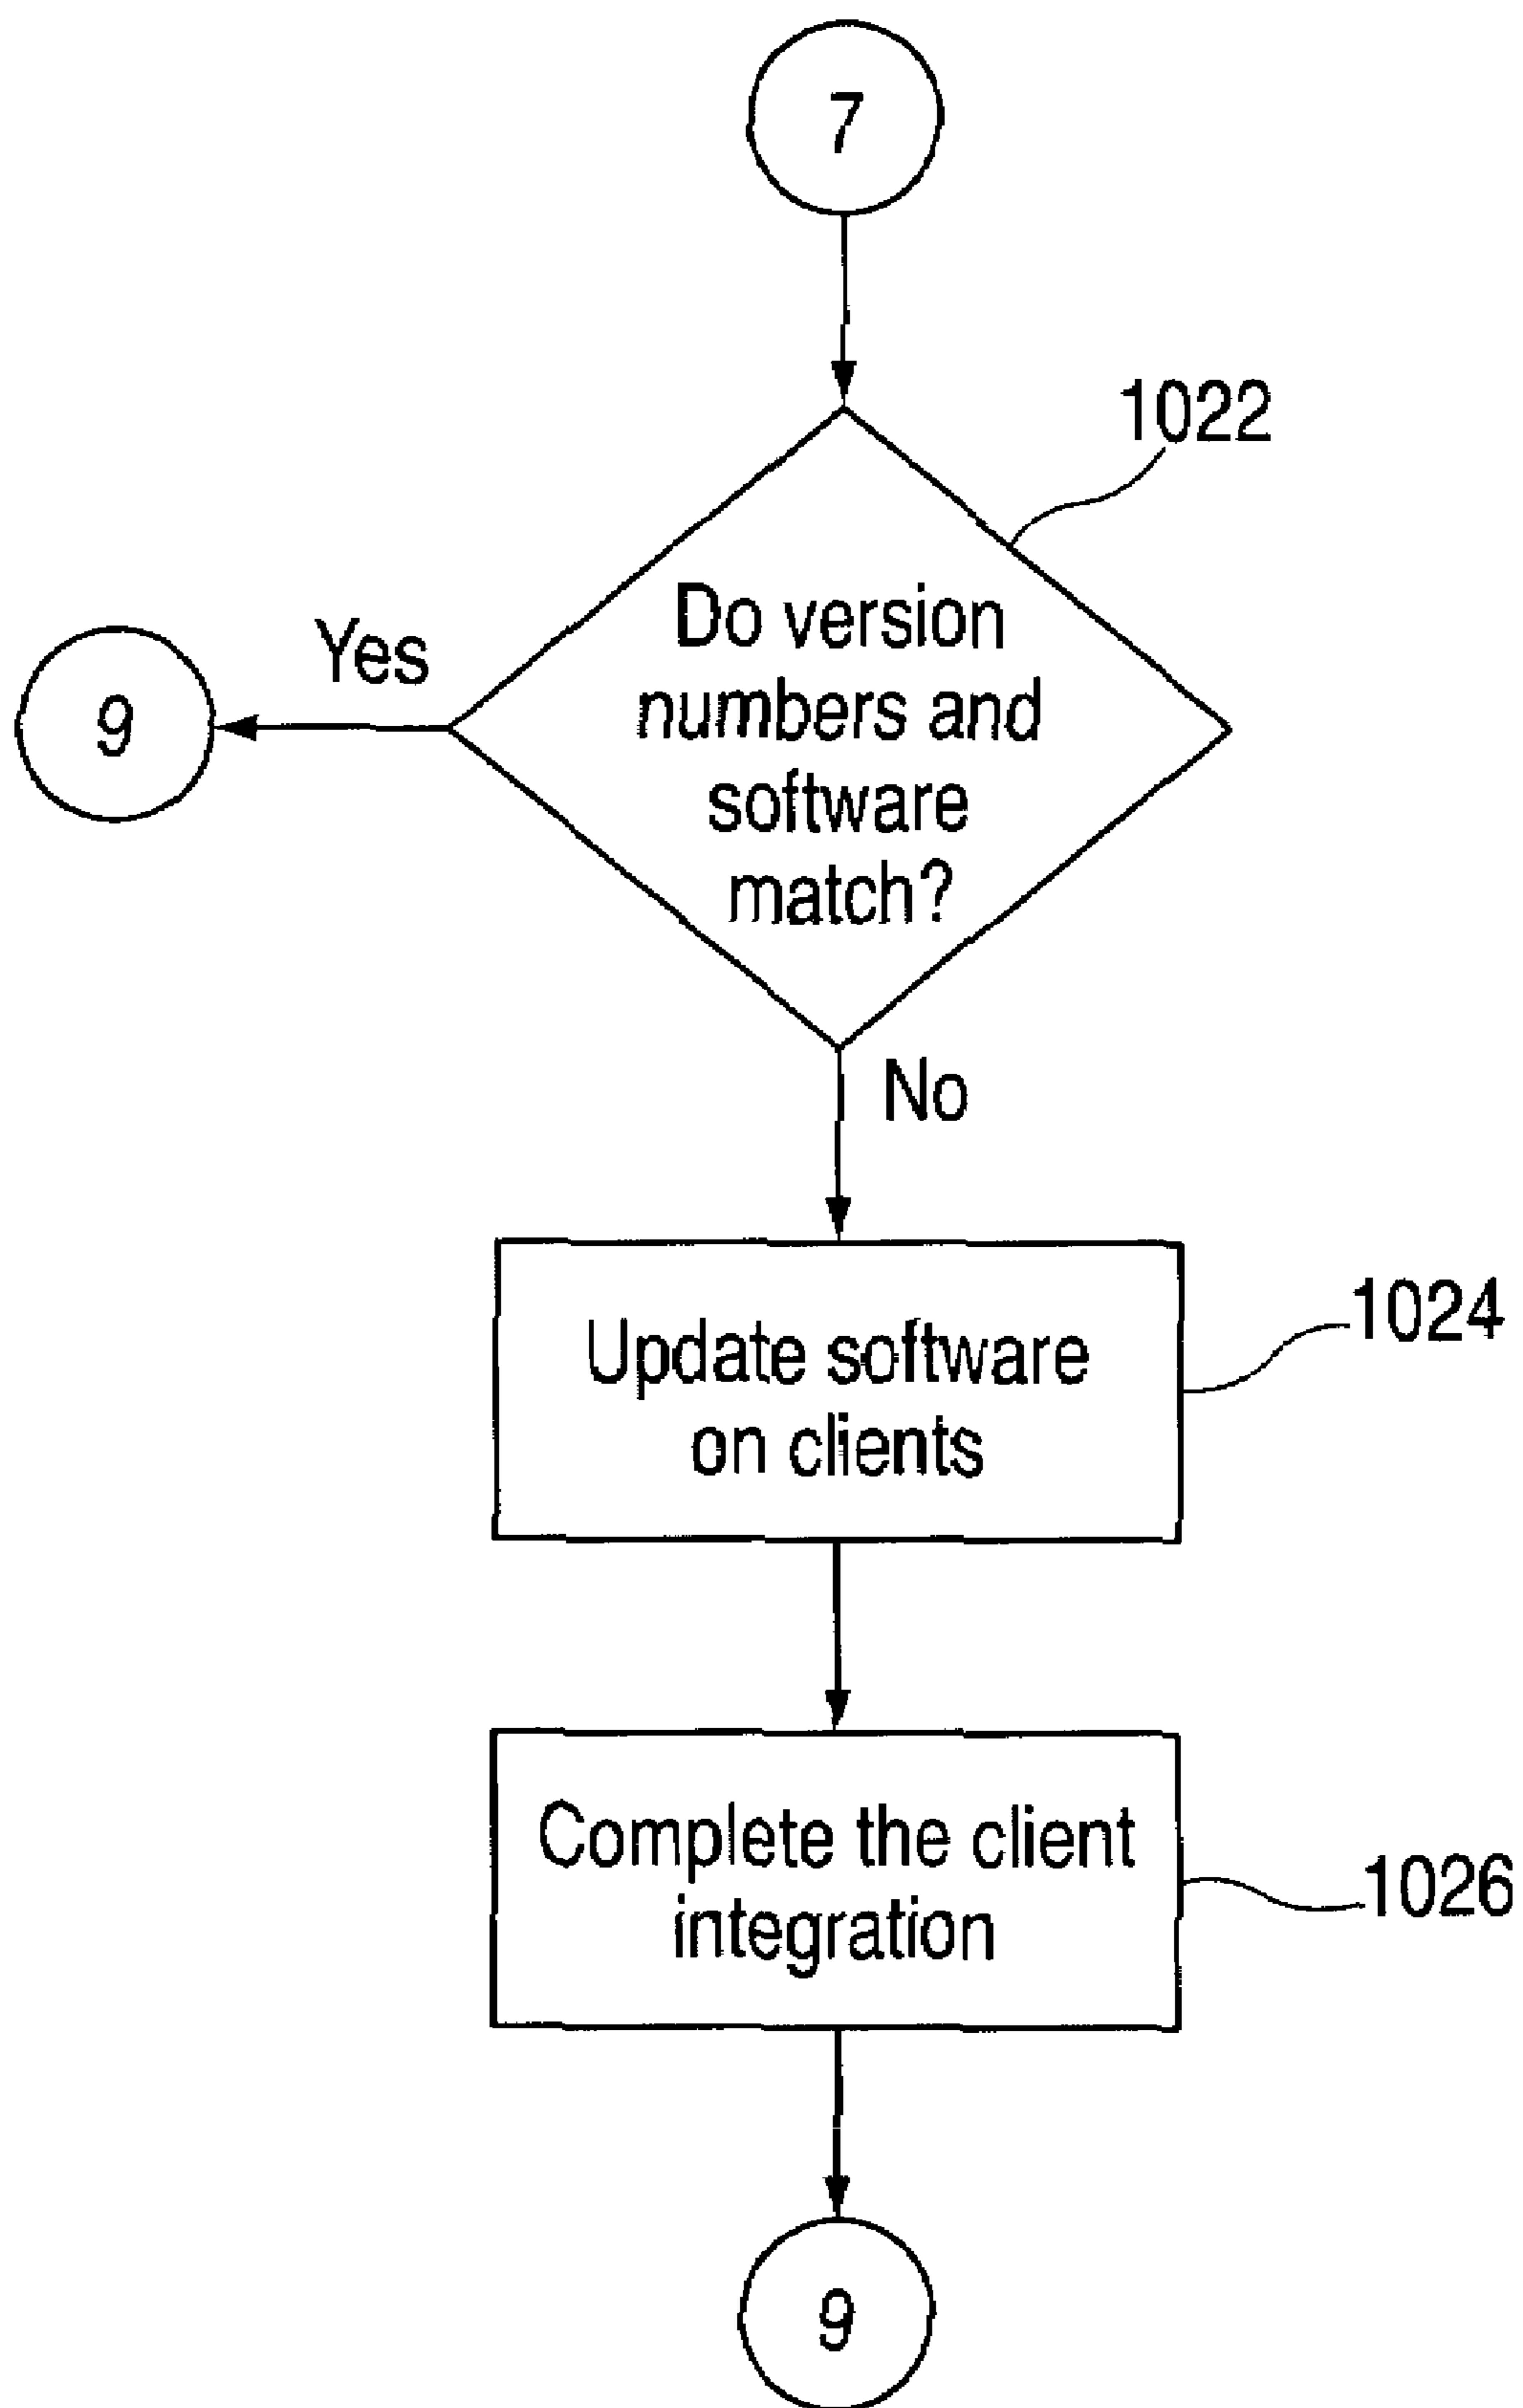 7
1022
Do version
numbers and
software
match?
Yes
9
No
Update software
on clients
1024
Complete the client
integration
1026
9